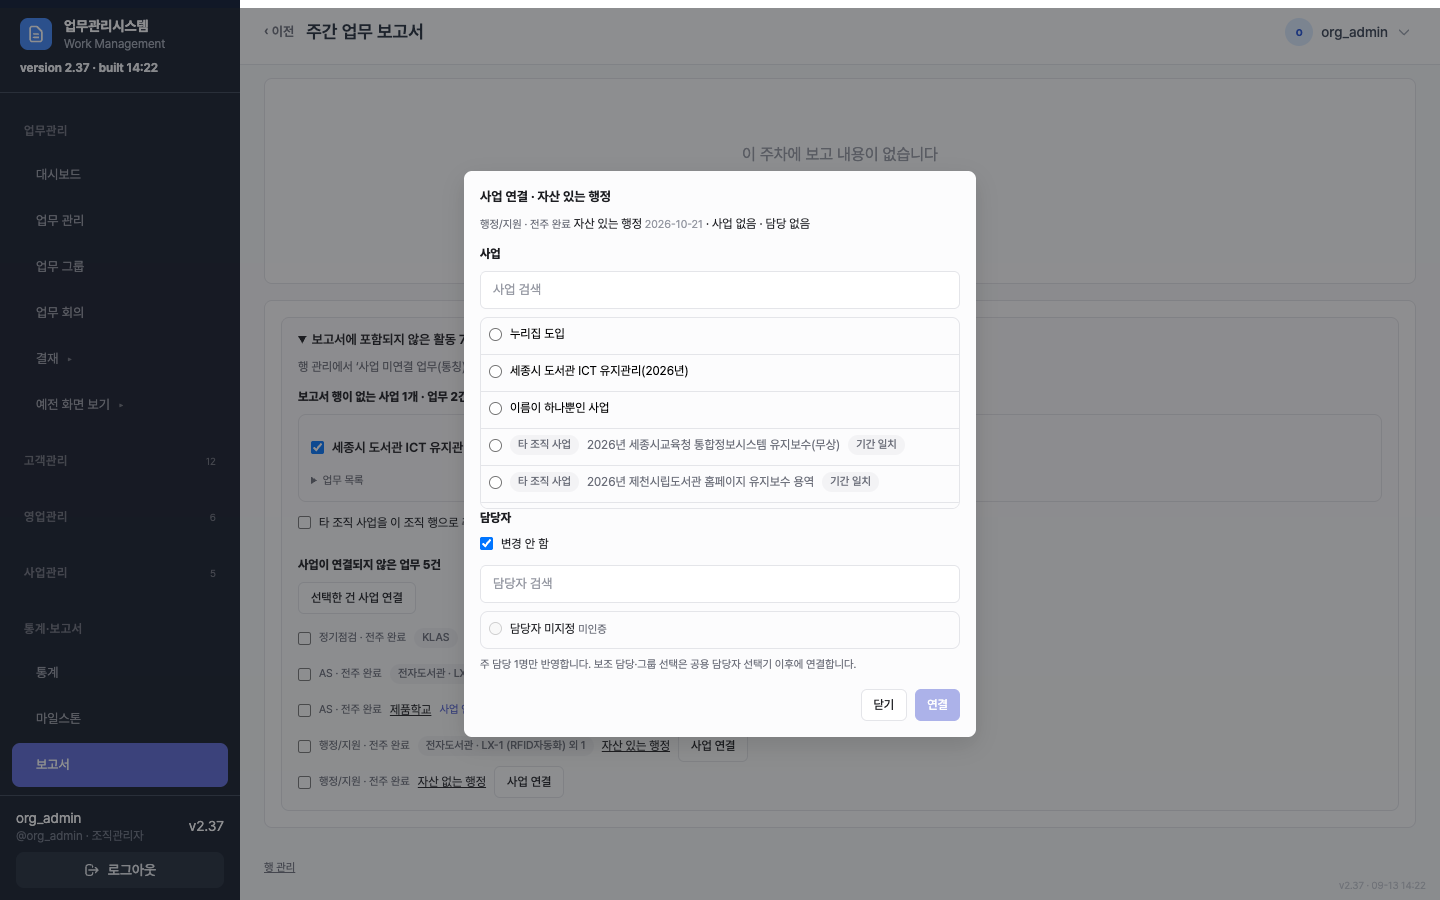 업무관리시스템
Work Management
version 2.37 · built 14:22
업무관리
대시보드
업무 관리
업무 그룹
업무 회의
결재 ▸
예전 화면 보기 ▸
고객관리 12
영업관리 6
사업관리 5
통계·보고서
통계
마일스톤
보고서
org_admin
@org_admin · 조직관리자
v2.37
로그아웃
‹ 이전 주간 업무 보고서
o org_admin
이 주차에 보고 내용이 없습니다
▼ 보고서에 포함되지 않은 활동
행 관리에서 '사업 미연결 업무(통칭)
보고서 행이 없는 사업 1개 · 업무 2건
세종시 도서관 ICT 유지관
▶ 업무 목록
타 조직 사업을 이 조직 행으로
사업이 연결되지 않은 업무 5건
선택한 건 사업 연결
정기점검 · 전주 완료 KLAS
AS · 전주 완료 전자도서관 · LX
AS · 전주 완료 제품학교 사업
행정/지원 · 전주 완료 전자도서관 · LX-1 (RFID자동화) 외 1 자산 있는 행정 사업 연결
행정/지원 · 전주 완료 자산 없는 행정 사업 연결
행 관리
v2.37 · 09-13 14:22
사업 연결 · 자산 있는 행정
행정/지원 · 전주 완료 자산 있는 행정 2026-10-21 · 사업 없음 · 담당 없음
사업
사업 검색
누리집 도입
세종시 도서관 ICT 유지관리(2026년)
이름이 하나뿐인 사업
타 조직 사업 2026년 세종시교육청 통합정보시스템 유지보수(무상) 기간 일치
타 조직 사업 2026년 제천시립도서관 홈페이지 유지보수 용역 기간 일치
담당자
변경 안 함
담당자 검색
담당자 미지정 미인증
주 담당 1명만 반영합니다. 보조 담당·그룹 선택은 공용 담당자 선택기 이후에 연결합니다.
닫기
연결